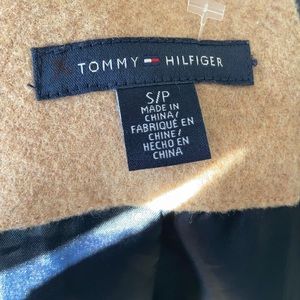 TOMMY HILFIGER
S/P
MADE IN
CHINA/
FABRIQUÉ EN
CHINE/
HECHO EN
CHINA